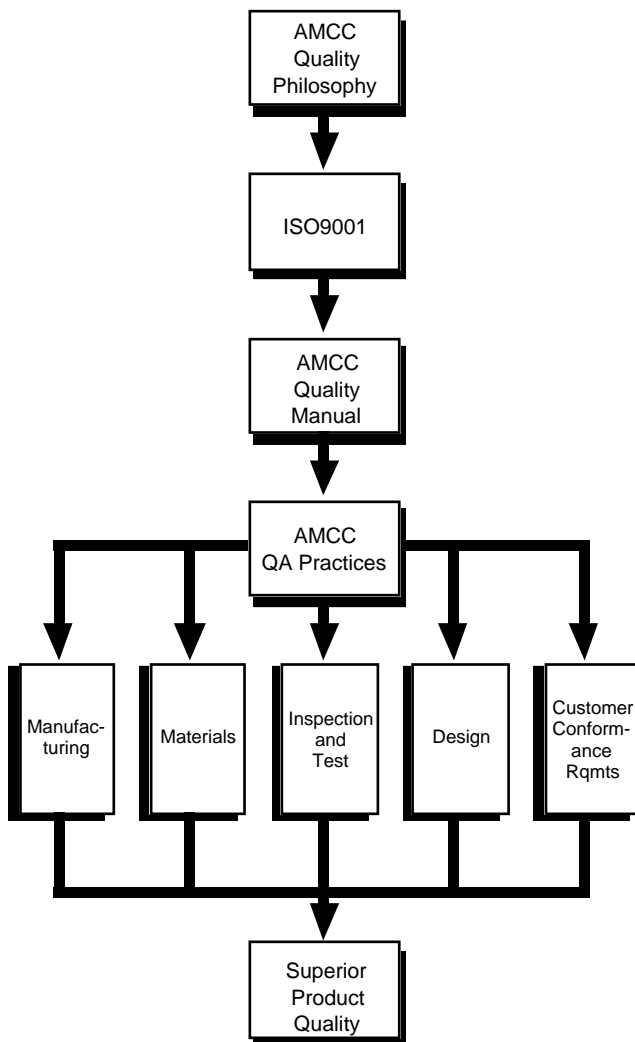 AMCC
Quality
Philosophy
ISO9001
AMCC
Quality
Manual
AMCC
QA Practices
Manufac-
turing
Materials
Inspection
and
Test
Design
Customer
Conform-
ance
Rqmts
Superior
Product
Quality